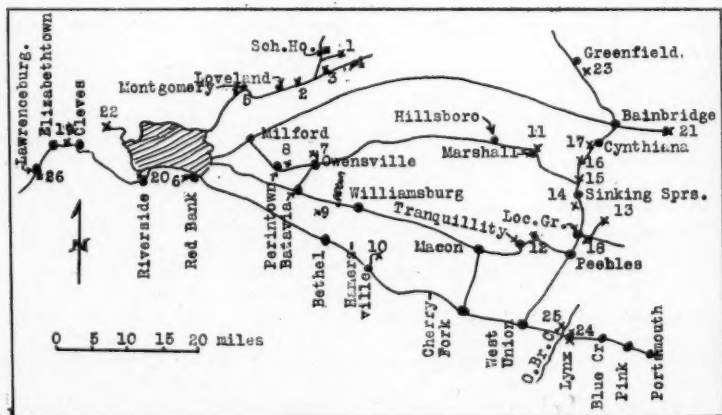 Sch.Ho.
1
Greenfield.
23
Loveland
Montgomery
5
2
3
4
Lawrenceburg.
Elizabethtown
Cleves
22
19
26
Milford
8
7
Owensville
Hillsboro
11
Marshall
Bainbridge
21
17
Cynthiana
16
15
14
Sinking Sprs.
13
20
6
Williamsburg
Tranquillity
Loc.Gr.
12
18
9
10
Macon
Peebles
Riverside
Red Bank
Perintown
Batavia
Bethel
Hamers-
ville
Cherry-
Fork
West
Union
25
O.Br.C.
24
Lynx
Blue Cr.
Pink
Portsmouth
N
0 5 10 15 20 miles